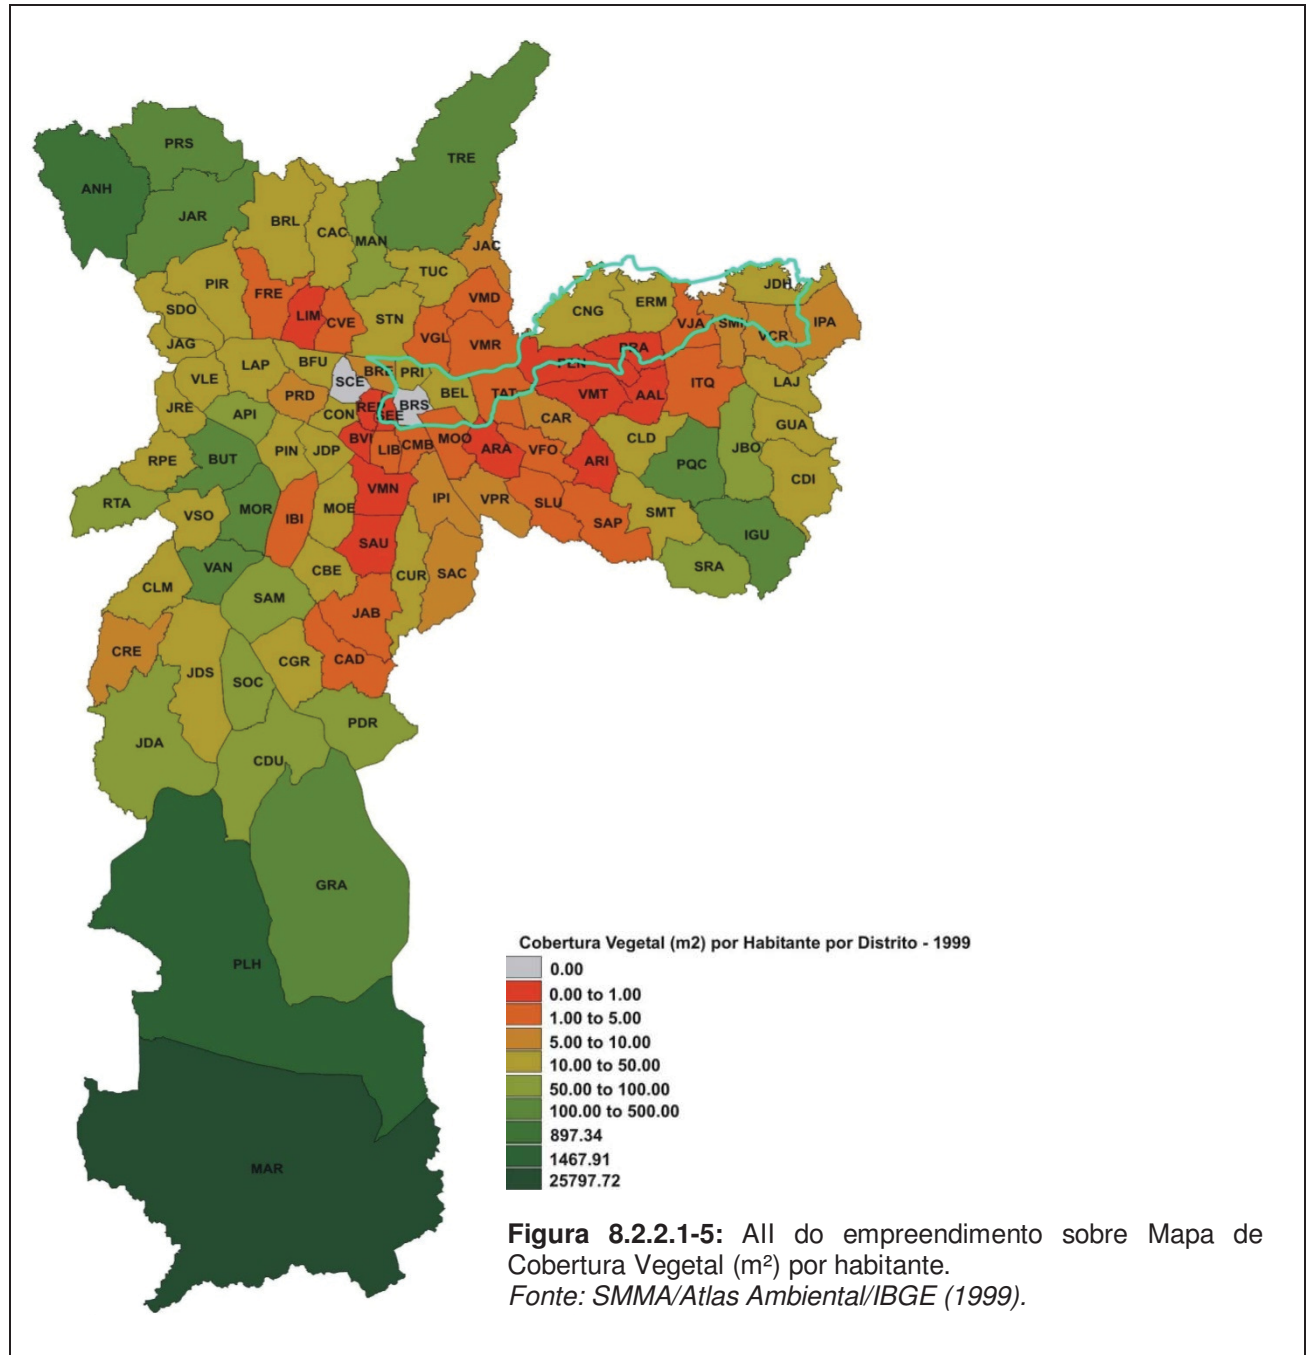 PRS
TRE
ANH
JAR
BRL
CAC
MAN
JAC
TUC
PIR
FRE
SDO
LIM
CVE
STN
VMD
VGL
VMR
JAG
CNG
ERM
JDH
VJA
VCR
IPA
LAP
BFU
VLE
SCE
BRE
PRI
PRD
BEL
TAT
VMT
AAL
ITQ
LAJ
JRE
API
CON
BRS
CAR
GUA
BVI
LIB
CMB
MOO
ARA
VFO
ARI
CLD
PQC
JBO
CDI
RPE
BUT
PIN
JDP
RTA
VSO
MOR
IBI
MOE
VMN
IPI
VPR
SLU
SAP
SMT
IGU
SAU
SRA
VAN
CLM
SAM
CBE
CUR
SAC
JAB
CRE
JDS
SOC
CGR
CAD
JDA
PDR
CDU
GRA
PLH
MAR
Cobertura Vegetal (m2) por Habitante por Distrito - 1999
0.00
0.00 to 1.00
1.00 to 5.00
5.00 to 10.00
10.00 to 50.00
50.00 to 100.00
100.00 to 500.00
897.34
1467.91
25797.72
Figura 8.2.2.1-5: AII do empreendimento sobre Mapa de
Cobertura Vegetal (m²) por habitante.
Fonte: SMMA/Atlas Ambiental/IBGE (1999).